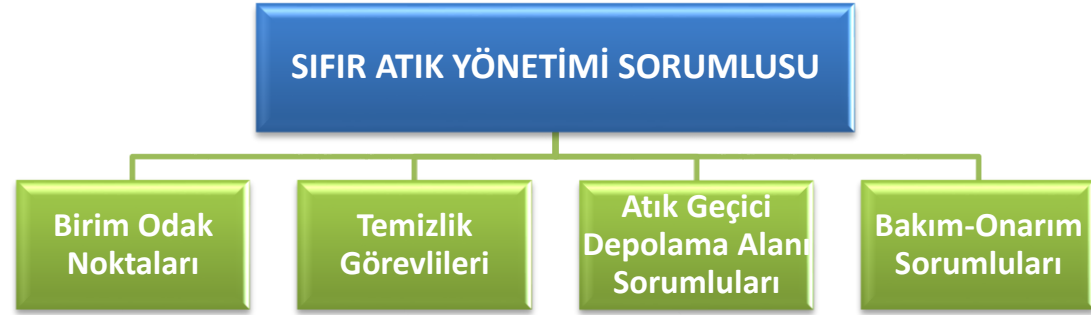 SIFIR ATIK YÖNETİMİ SORUMLUSU
Birim Odak
Noktaları
Temizlik
Görevlileri
Atık Geçici
Depolama Alanı
Sorumluları
Bakım-Onarım
Sorumluları